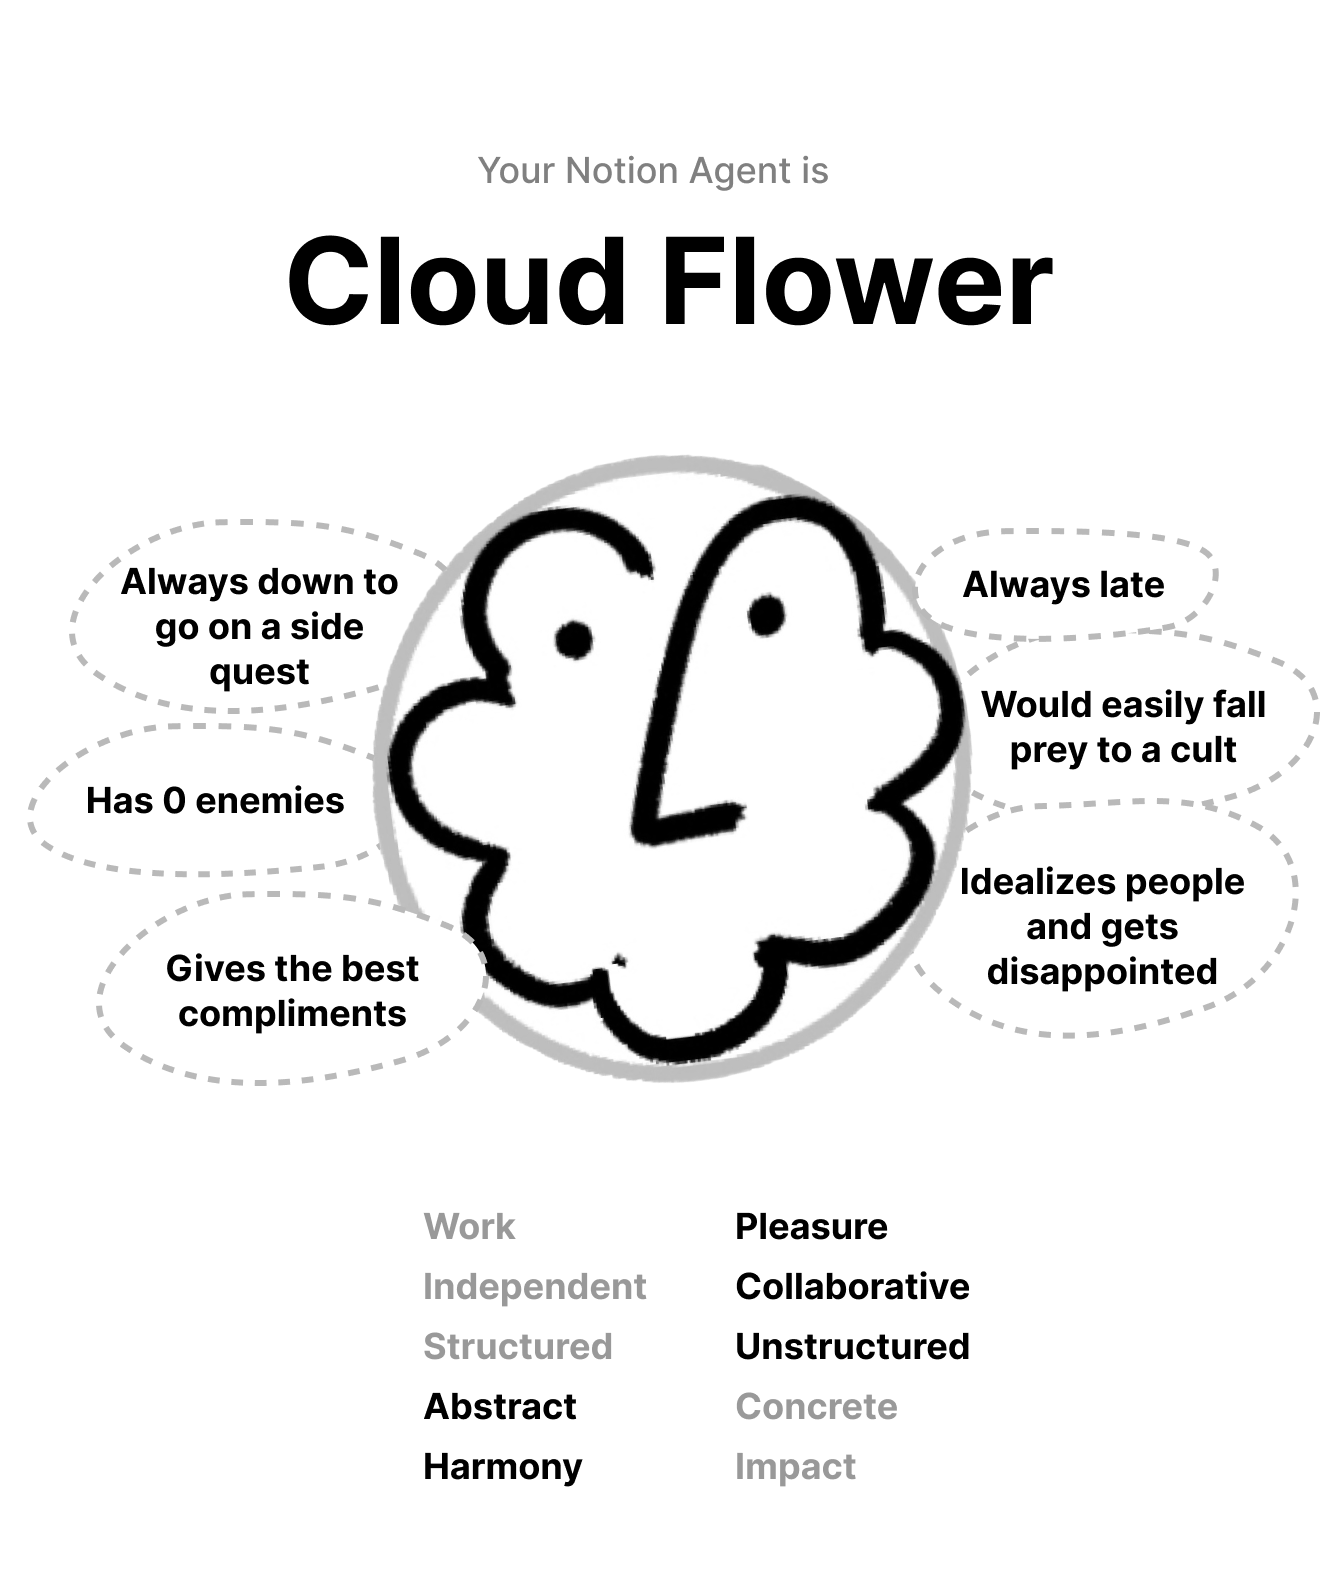 Your Notion Agent is
Cloud Flower
Always down to
go on a side
quest
Has 0 enemies
Gives the best
compliments
Always late
Would easily fall
prey to a cult
Idealizes people
and gets
disappointed
Work Pleasure
Independent Collaborative
Structured Unstructured
Abstract Concrete
Harmony Impact